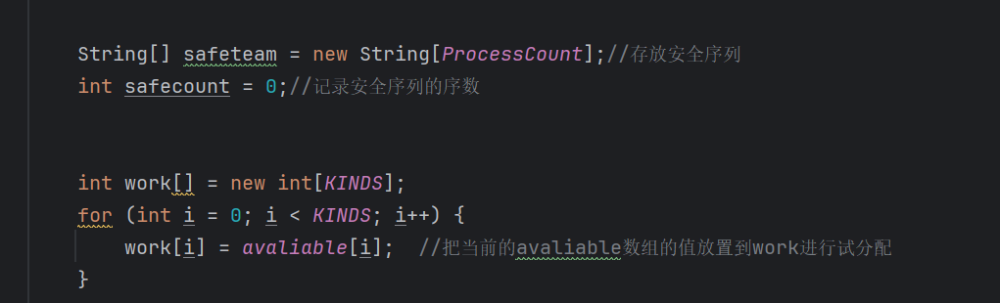 String[] safeteam = new String[ProcessCount];//存放安全序列
int safecount = 0;//记录安全序列的序数
int work[] = new int[KINDS];
for (int i = 0; i < KINDS; i++) {
work[i] = avaliable[i];  //把当前的avaliable数组的值放置到work进行试分配
}